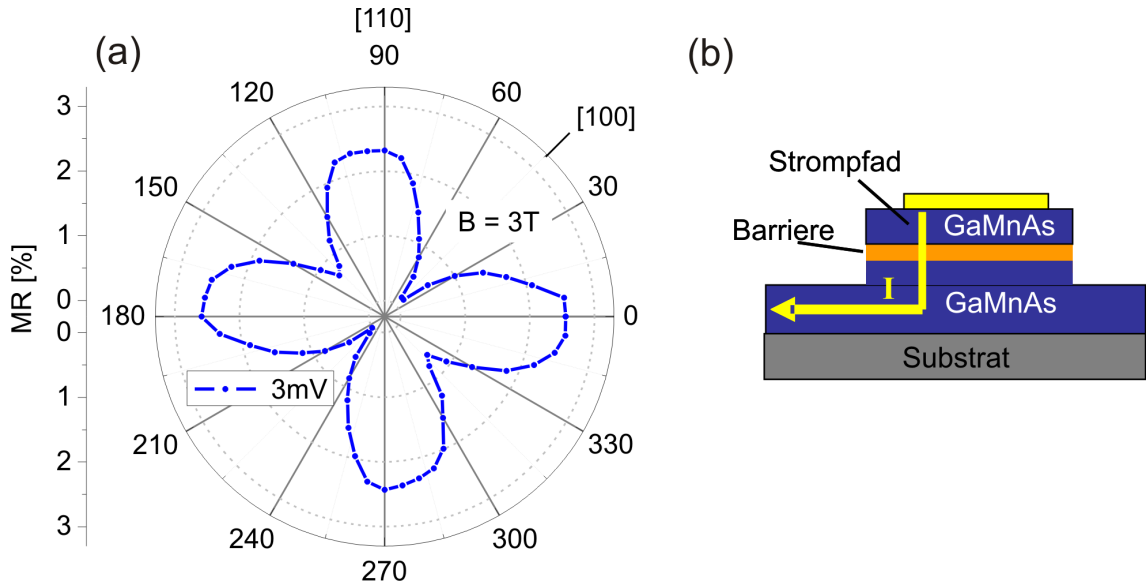 (a)
[110]
90
120
60
[100]
150
30
B = 3T
180
0
3mV
210
330
240
300
270
MR [%]
3
2
1
0
0
1
2
3
(b)
Strompfad
GaMnAs
Barriere
I
GaMnAs
Substrat